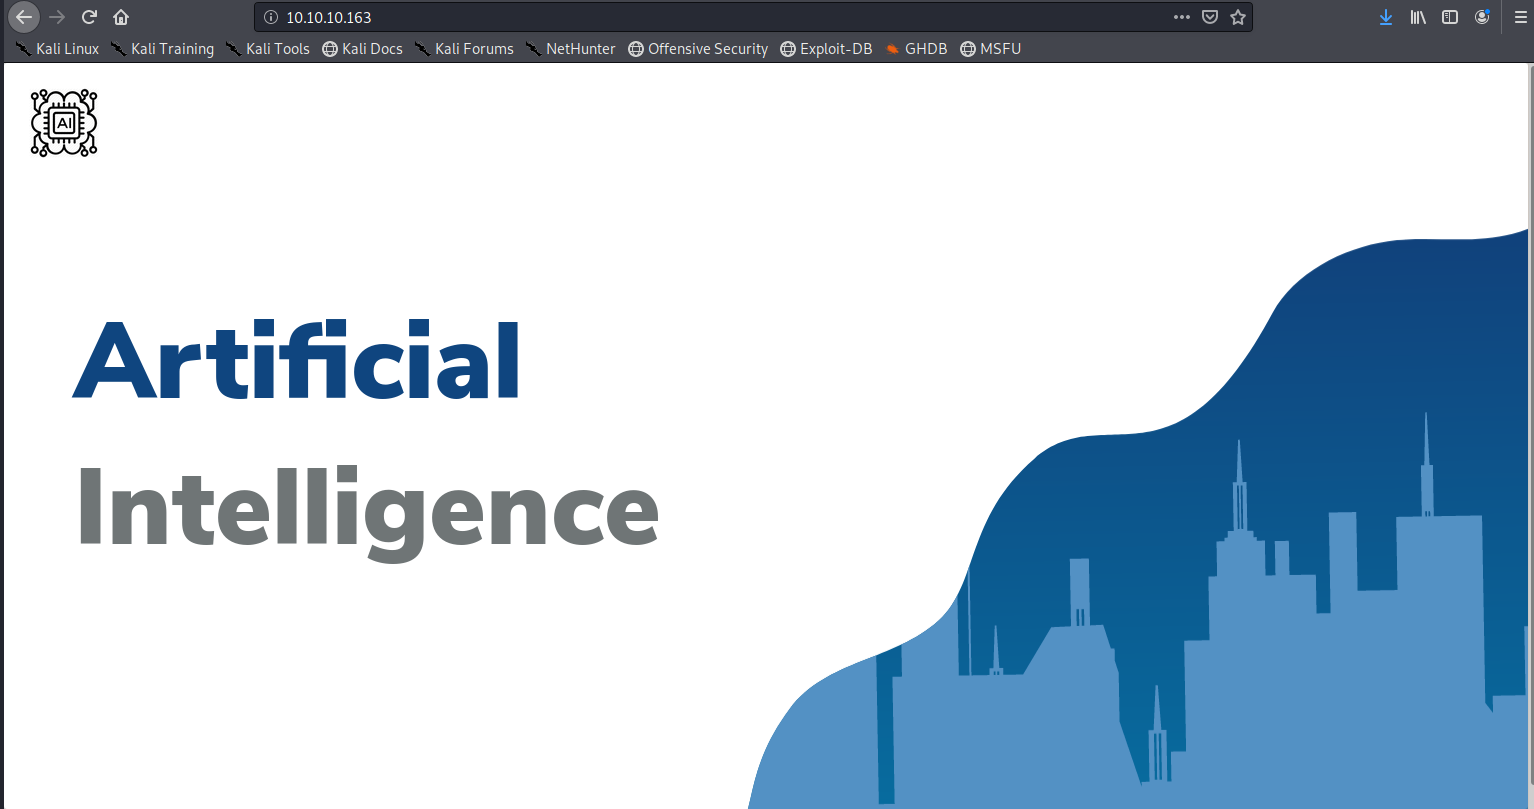 10.10.10.163
Kali Linux Kali Training Kali Tools Kali Docs Kali Forums NetHunter Offensive Security Exploit-DB GHDB MSFU
AI
Artificial
Intelligence